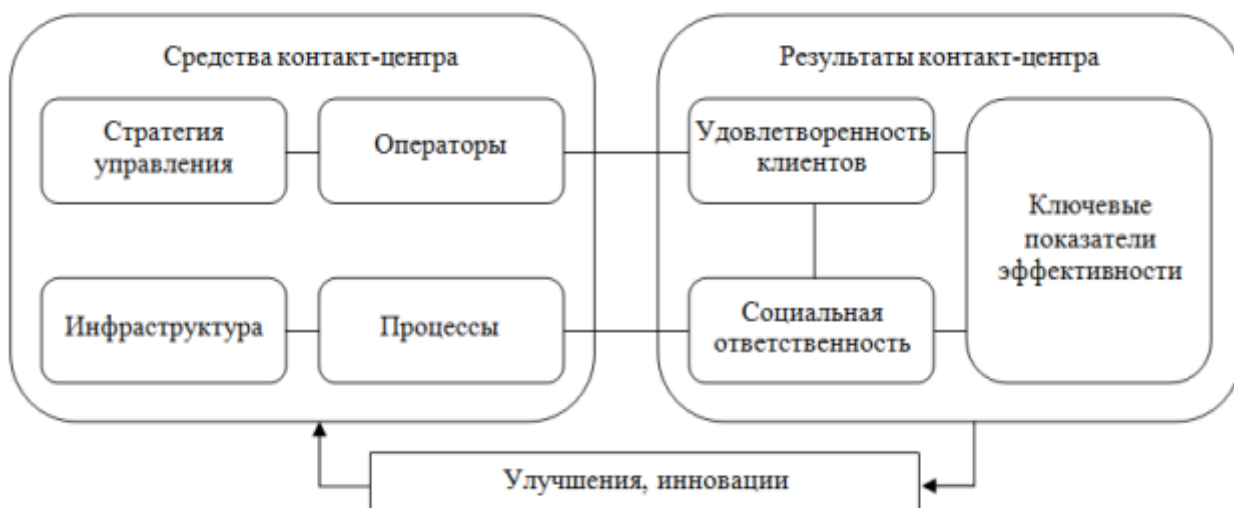 Средства контакт-центра
Результаты контакт-центра
Стратегия
управления
Операторы
Удовлетворенность
клиентов
Ключевые
показатели
эффективности
Инфраструктура
Процессы
Социальная
ответственность
Улучшения, инновации